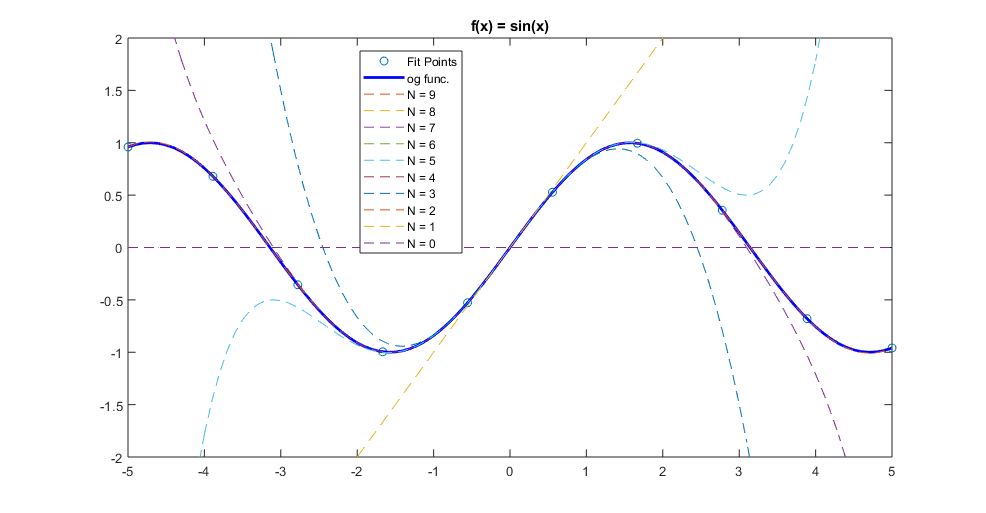 f(x) = sin(x)
2
1.5
1
0.5
0
-0.5
-1
-1.5
-2
-5 -4 -3 -2 -1 0 1 2 3 4 5
Fit Points
og func.
N = 9
N = 8
N = 7
N = 6
N = 5
N = 4
N = 3
N = 2
N = 1
N = 0